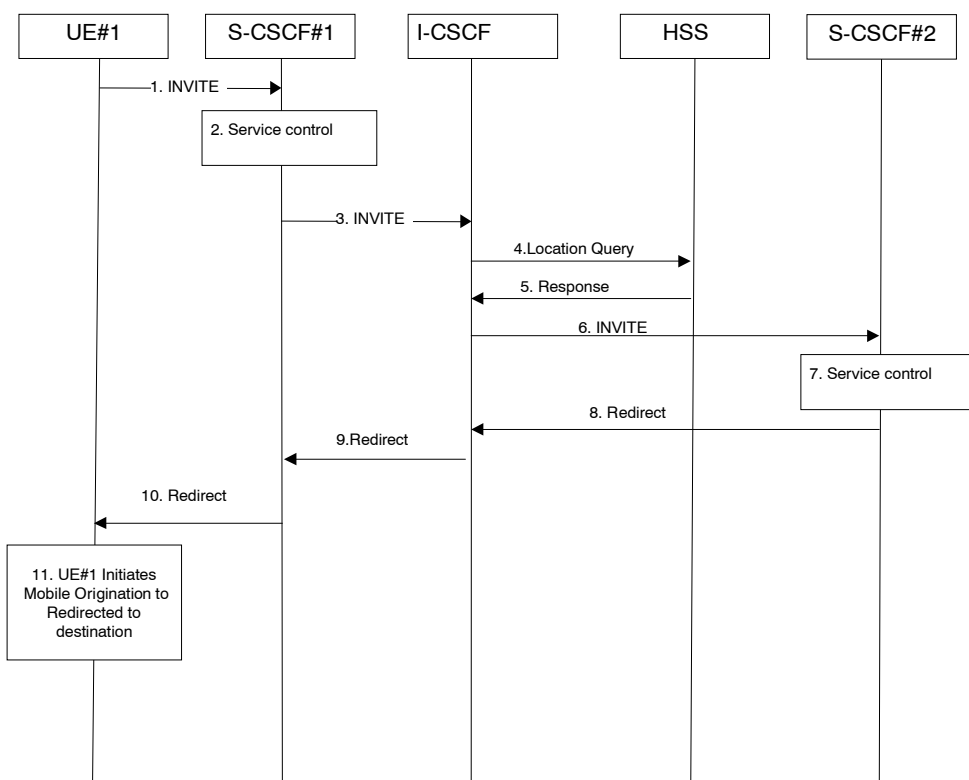 UE#1
S-CSCF#1
I-CSCF
HSS
S-CSCF#2
1. INVITE
2. Service control
3. INVITE
4.Location Query
5. Response
6. INVITE
7. Service control
8. Redirect
9.Redirect
10. Redirect
11. UE#1 Initiates
Mobile Origination to
Redirected to
destination